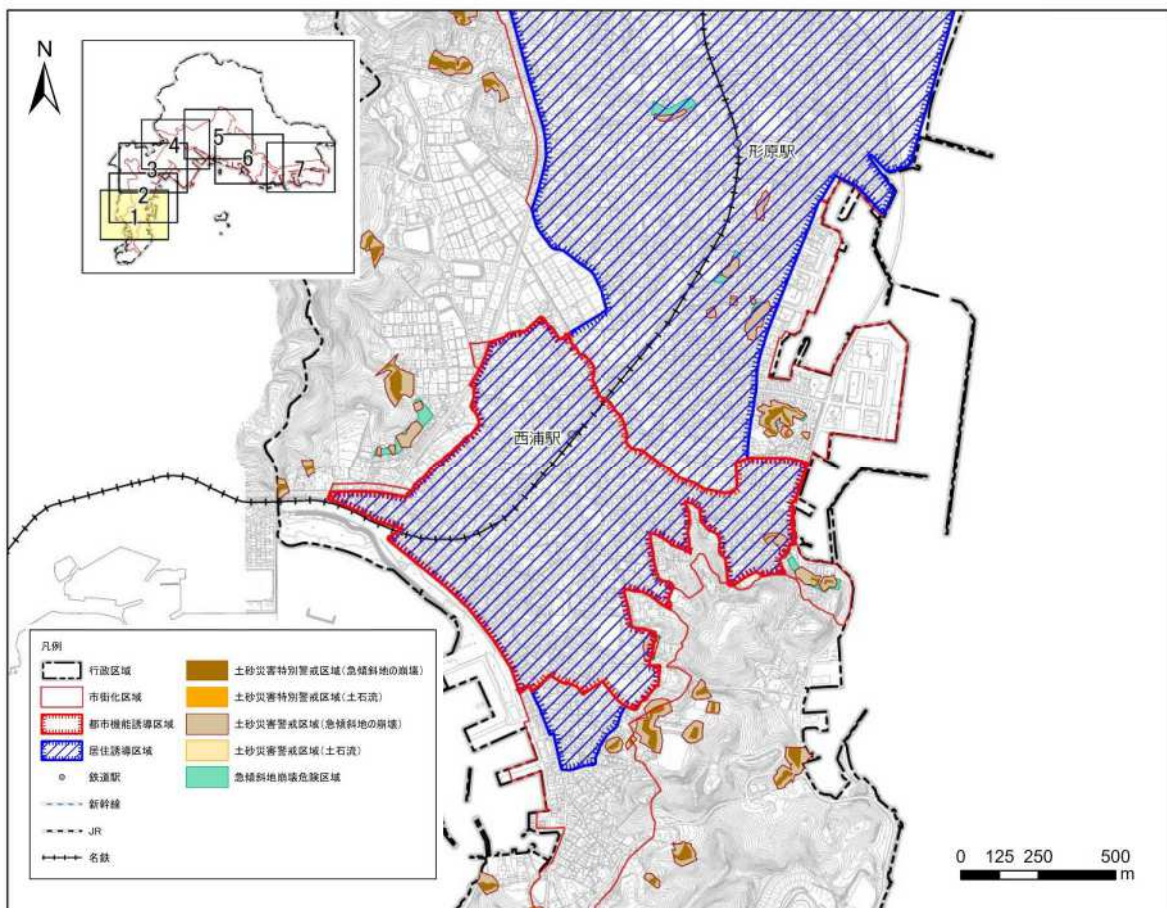 N
5
4
6
7
3
2
1
形原駅
西浦駅
凡例
行政区域
市街化区域
都市機能誘導区域
居住誘導区域
鉄道駅
新幹線
JR
名鉄
土砂災害特別警戒区域(急傾斜地の崩壊)
土砂災害特別警戒区域(土石流)
土砂災害警戒区域(急傾斜地の崩壊)
土砂災害警戒区域(土石流)
急傾斜地崩壊危険区域
0 125 250 500
m